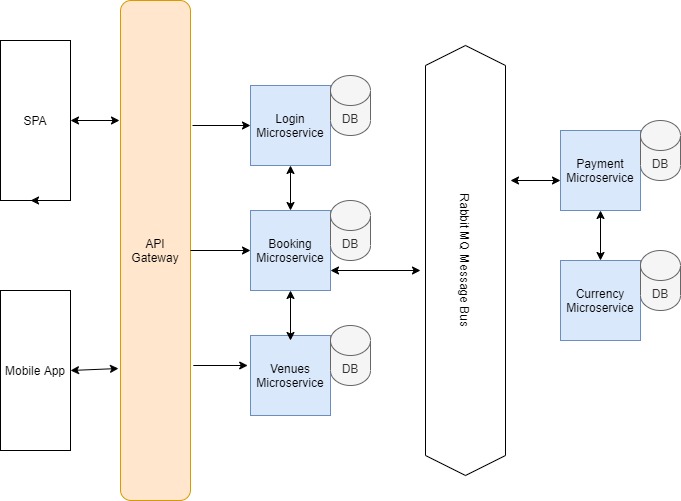 SPA
Mobile App
API
Gateway
Login
Microservice
DB
Booking
Microservice
DB
Venues
Microservice
DB
Rabbit MQ Message Bus
Payment
Microservice
DB
Currency
Microservice
DB